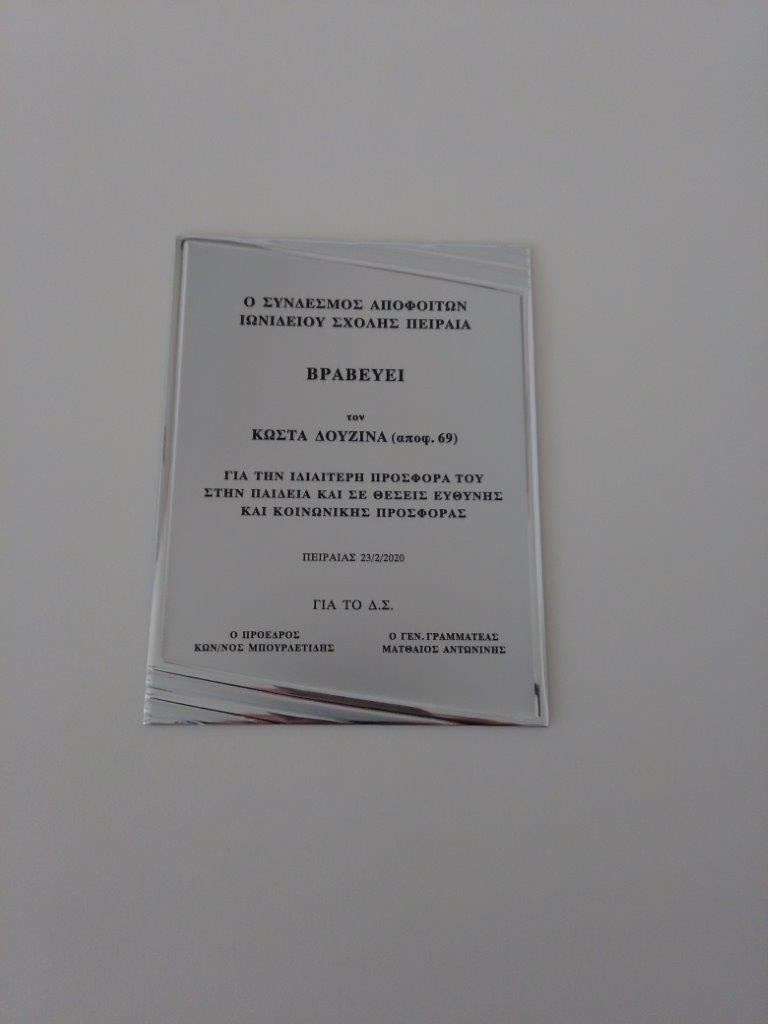 Ο ΣΥΝΔΕΣΜΟΣ ΑΠΟΦΟΙΤΩΝ
ΙΩΝΙΔΕΙΟΥ ΣΧΟΛΗΣ ΠΕΙΡΑΙΑ
ΒΡΑΒΕΥΕΙ
τον
ΚΩΣΤΑ ΔΟΥΖΙΝΑ (αποφ. 69)
ΓΙΑ ΤΗΝ ΙΔΙΑΙΤΕΡΗ ΠΡΟΣΦΟΡΑ ΤΟΥ
ΣΤΗΝ ΠΑΙΔΕΙΑ ΚΑΙ ΣΕ ΘΕΣΕΙΣ ΕΥΘΥΝΗΣ
ΚΑΙ ΚΟΙΝΩΝΙΚΗΣ ΠΡΟΣΦΟΡΑΣ
ΠΕΙΡΑΙΑΣ 23/2/2020
ΓΙΑ ΤΟ Δ.Σ.
Ο ΠΡΟΕΔΡΟΣ
ΚΩΝ/ΝΟΣ ΜΠΟΥΡΛΕΤΙΔΗΣ
Ο ΓΕΝ. ΓΡΑΜΜΑΤΕΑΣ
ΜΑΤΘΑΙΟΣ ΑΝΤΩΝΙΝΗΣ